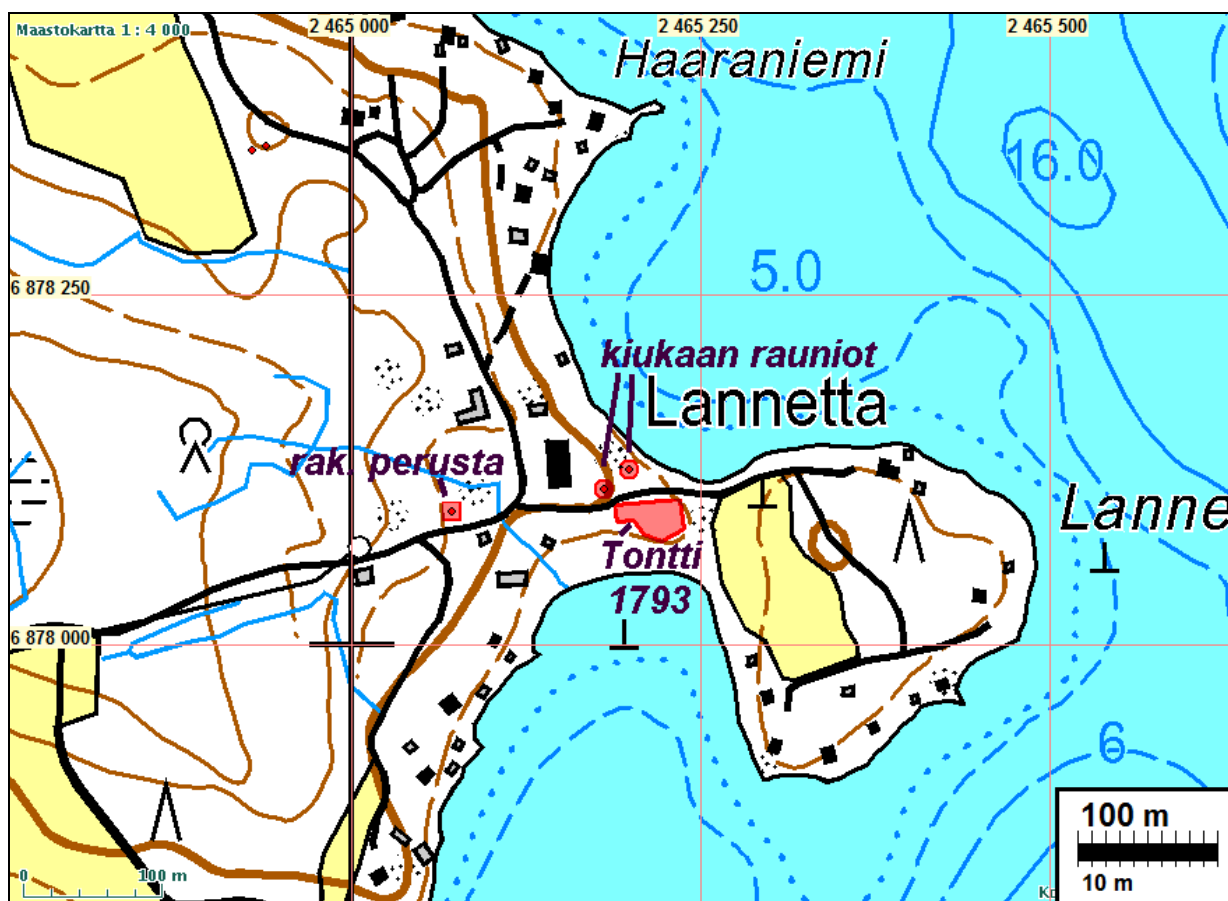 Maastokartta 1 : 4 000
2 465 000
2 465 250
2 465 500
Haaraniemi
16.0
5.0
6 878 250
kiukaan rauniot
Lannetta
rak. perusta
Lanne
Tontti
1793
6 878 000
6
100 m
10 m
0 100 m